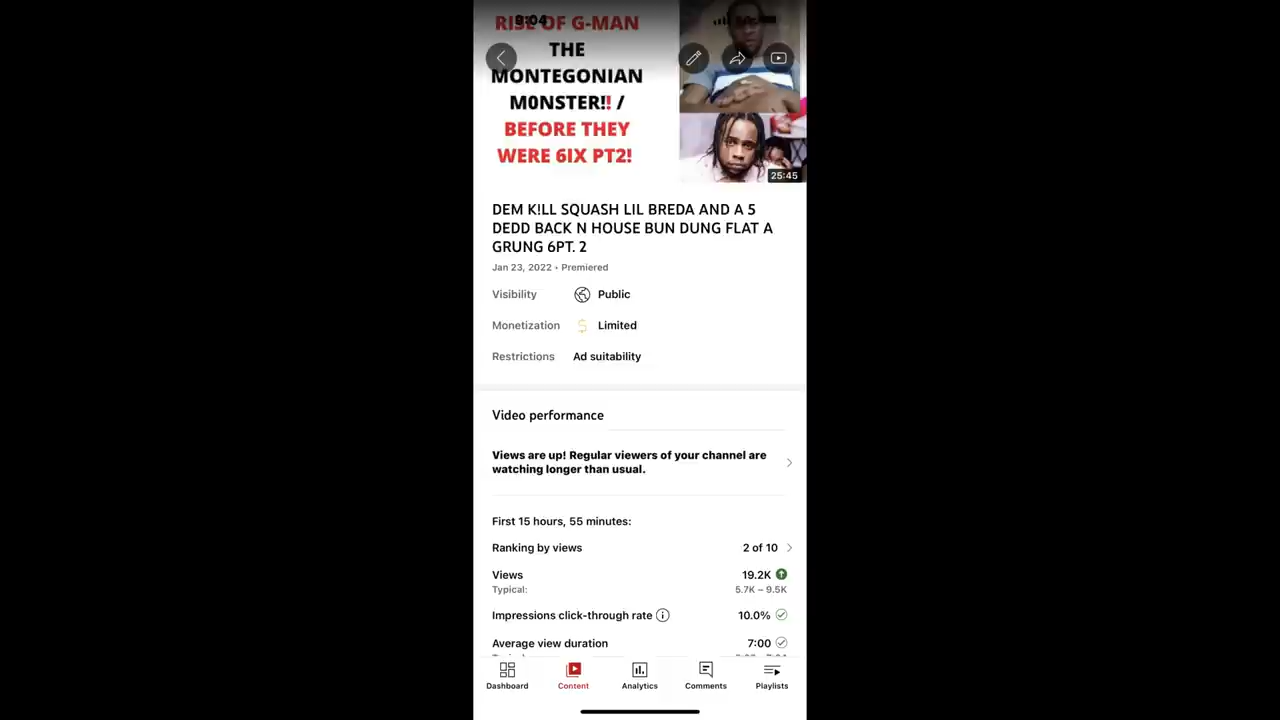 9:04
RISE OF G-MAN
THE
MONTEGONIAN
M0NSTER!! /
BEFORE THEY
WERE 6IX PT2!
25:45
DEM K!LL SQUASH LIL BREDA AND A 5
DEDD BACK N HOUSE BUN DUNG FLAT A
GRUNG 6PT. 2
Jan 23, 2022 • Premiered
Visibility Public
Monetization $ Limited
Restrictions Ad suitability
Video performance
Views are up! Regular viewers of your channel are
watching longer than usual.
First 15 hours, 55 minutes:
Ranking by views 2 of 10
Views 19.2K
Typical: 5.7K – 9.5K
Impressions click-through rate 10.0%
Average view duration 7:00
Dashboard Content Analytics Comments Playlists